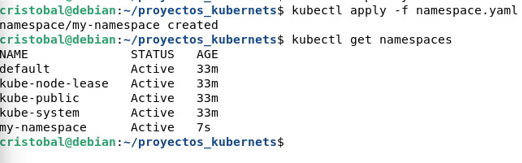 cristobal@debian:~/proyectos_kubernets$ kubectl apply -f namespace.yaml
namespace/my-namespace created
cristobal@debian:~/proyectos_kubernets$ kubectl get namespaces
NAME              STATUS   AGE
default           Active   33m
kube-node-lease   Active   33m
kube-public       Active   33m
kube-system       Active   33m
my-namespace      Active   7s
cristobal@debian:~/proyectos_kubernets$